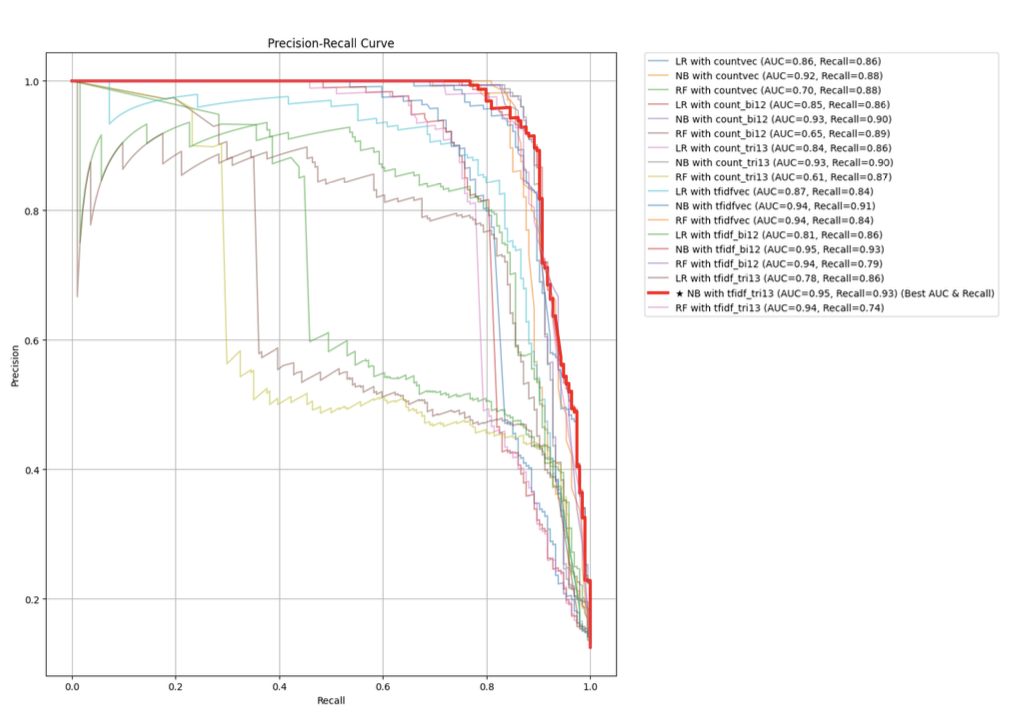 Precision-Recall Curve
1.0
0.8
0.6
0.4
0.2
Precision
0.0
0.2
0.4
0.6
0.8
1.0
Recall
LR with countvec (AUC=0.86, Recall=0.86)
NB with countvec (AUC=0.92, Recall=0.88)
RF with countvec (AUC=0.70, Recall=0.88)
LR with count_bi12 (AUC=0.85, Recall=0.86)
NB with count_bi12 (AUC=0.93, Recall=0.90)
RF with count_bi12 (AUC=0.65, Recall=0.89)
LR with count_tri13 (AUC=0.84, Recall=0.86)
NB with count_tri13 (AUC=0.93, Recall=0.90)
RF with count_tri13 (AUC=0.61, Recall=0.87)
LR with tfidfvec (AUC=0.87, Recall=0.84)
NB with tfidfvec (AUC=0.94, Recall=0.91)
RF with tfidfvec (AUC=0.94, Recall=0.84)
LR with tfidf_bi12 (AUC=0.81, Recall=0.86)
NB with tfidf_bi12 (AUC=0.95, Recall=0.93)
RF with tfidf_bi12 (AUC=0.94, Recall=0.79)
LR with tfidf_tri13 (AUC=0.78, Recall=0.86)
★ NB with tfidf_tri13 (AUC=0.95, Recall=0.93) (Best AUC & Recall)
RF with tfidf_tri13 (AUC=0.94, Recall=0.74)